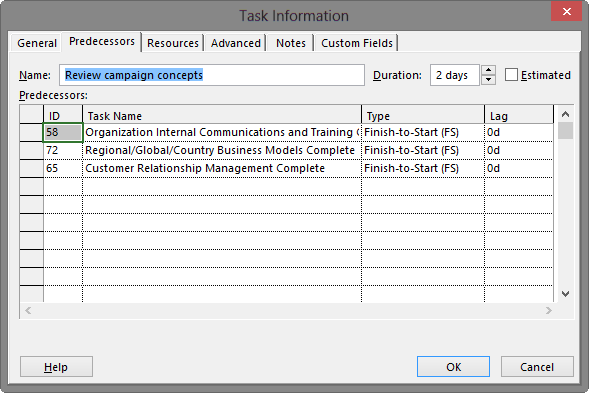 Task Information
General Predecessors Resources Advanced Notes Custom Fields
Name: Review campaign concepts Duration: 2 days Estimated
Predecessors:
ID Task Name Type Lag
58 Organization Internal Communications and Training Finish-to-Start (FS) 0d
72 Regional/Global/Country Business Models Complete Finish-to-Start (FS) 0d
65 Customer Relationship Management Complete Finish-to-Start (FS) 0d
Help OK Cancel